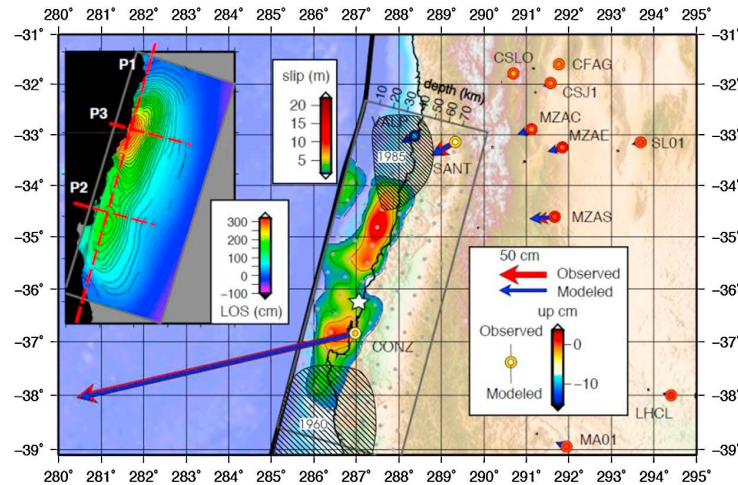 280° 281° 282° 283° 284° 285° 286° 287° 288° 289° 290° 291° 292° 293° 294° 295°
−31° −31°
−32° −32°
−33° −33°
−34° −34°
−35° −35°
−36° −36°
−37° −37°
−38° −38°
−39° −39°
P1
P3
P2
slip (m)
20
15
10
5
300
200
100
0
−100
LOS (cm)
depth (km)
10
20
30
40
50
60
70
1985
SANT
CSLO
CFAG
CSJ1
MZAC
MZAE
SL01
MZAS
CONZ
50 cm
Observed
Modeled
up cm
Observed
0
−10
Modeled
LHCL
1960
MA01
280° 281° 282° 283° 284° 285° 286° 287° 288° 289° 290° 291° 292° 293° 294° 295°